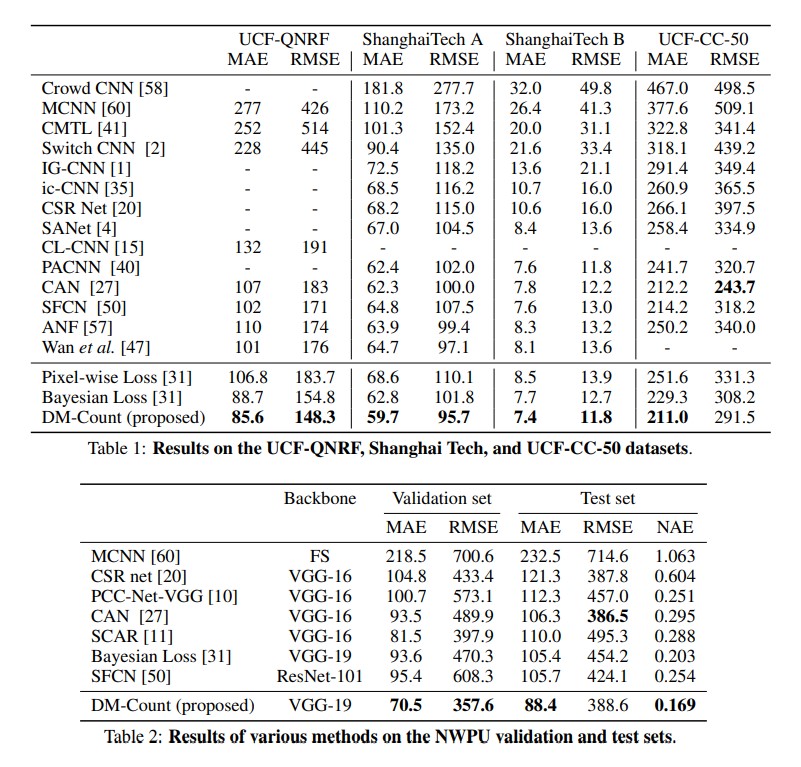 UCF-QNRF ShanghaiTech A ShanghaiTech B UCF-CC-50
MAE RMSE MAE RMSE MAE RMSE MAE RMSE
Crowd CNN [58] - - 181.8 277.7 32.0 49.8 467.0 498.5
MCNN [60] 277 426 110.2 173.2 26.4 41.3 377.6 509.1
CMTL [41] 252 514 101.3 152.4 20.0 31.1 322.8 341.4
Switch CNN [2] 228 445 90.4 135.0 21.6 33.4 318.1 439.2
IG-CNN [1] - - 72.5 118.2 13.6 21.1 291.4 349.4
ic-CNN [35] - - 68.5 116.2 10.7 16.0 260.9 365.5
CSR Net [20] - - 68.2 115.0 10.6 16.0 266.1 397.5
SANet [4] - - 67.0 104.5 8.4 13.6 258.4 334.9
CL-CNN [15] 132 191 - - - - - -
PACNN [40] - - 62.4 102.0 7.6 11.8 241.7 320.7
CAN [27] 107 183 62.3 100.0 7.8 12.2 212.2 243.7
SFCN [50] 102 171 64.8 107.5 7.6 13.0 214.2 318.2
ANF [57] 110 174 63.9 99.4 8.3 13.2 250.2 340.0
Wan et al. [47] 101 176 64.7 97.1 8.1 13.6 - -
Pixel-wise Loss [31] 106.8 183.7 68.6 110.1 8.5 13.9 251.6 331.3
Bayesian Loss [31] 88.7 154.8 62.8 101.8 7.7 12.7 229.3 308.2
DM-Count (proposed) 85.6 148.3 59.7 95.7 7.4 11.8 211.0 291.5
Table 1: Results on the UCF-QNRF, Shanghai Tech, and UCF-CC-50 datasets.
Backbone Validation set Test set
MAE RMSE MAE RMSE NAE
MCNN [60] FS 218.5 700.6 232.5 714.6 1.063
CSR net [20] VGG-16 104.8 433.4 121.3 387.8 0.604
PCC-Net-VGG [10] VGG-16 100.7 573.1 112.3 457.0 0.251
CAN [27] VGG-16 93.5 489.9 106.3 386.5 0.295
SCAR [11] VGG-16 81.5 397.9 110.0 495.3 0.288
Bayesian Loss [31] VGG-19 93.6 470.3 105.4 454.2 0.203
SFCN [50] ResNet-101 95.4 608.3 105.7 424.1 0.254
DM-Count (proposed) VGG-19 70.5 357.6 88.4 388.6 0.169
Table 2: Results of various methods on the NWPU validation and test sets.